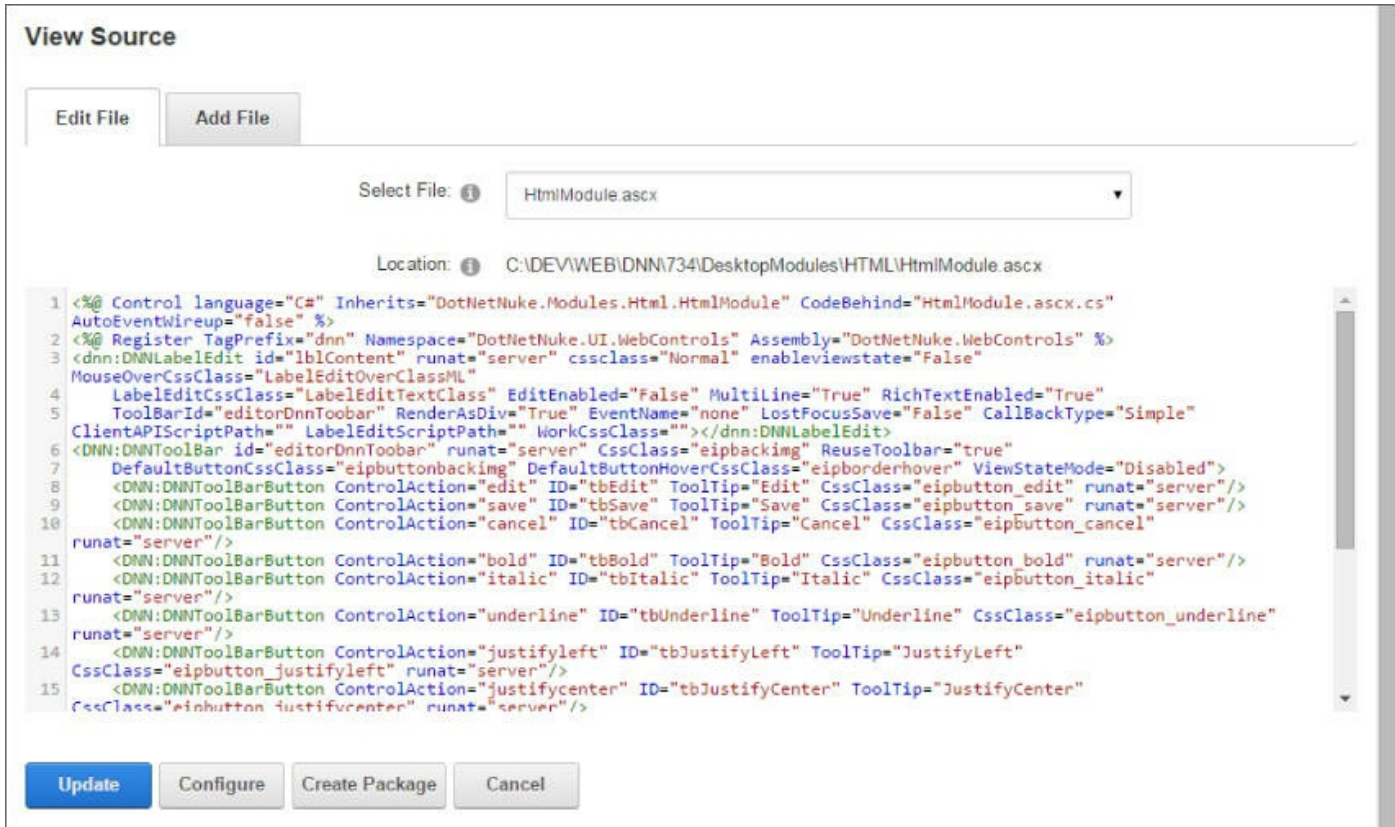 View Source
Edit File
Add File
Select File:
HtmlModule.ascx
Location:
C:\DEV\WEB\DNN\734\DesktopModules\HTML\HtmlModule.ascx
1 <%@ Control language="C#" Inherits="DotNetNuke.Modules.Html.HtmlModule" CodeBehind="HtmlModule.ascx.cs"
AutoEventWireup="false" %>
2 <%@ Register TagPrefix="dnn" Namespace="DotNetNuke.UI.WebControls" Assembly="DotNetNuke.WebControls" %>
3 <dnn:DNNLabelEdit id="lblContent" runat="server" cssclass="Normal" enableviewstate="False"
MouseOverCssClass="LabelEditOverClassML"
4 LabelEditCssClass="LabelEditTextClass" EditEnabled="False" MultiLine="True" RichTextEnabled="True"
5 ToolBarId="editorDnnToobar" RenderAsDiv="True" EventName="none" LostFocusSave="False" CallBackType="Simple"
ClientAPIScriptPath="" LabelEditScriptPath="" WorkCssClass=""></dnn:DNNLabelEdit>
6 <DNN:DNNToolBar id="editorDnnToobar" runat="server" CssClass="eipbackimg" ReuseToolbar="true"
7 DefaultButtonCssClass="eipbuttonbackimg" DefaultButtonHoverCssClass="eipborderhover" ViewStateMode="Disabled">
8 <DNN:DNNToolBarButton ControlAction="edit" ID="tbEdit" ToolTip="Edit" CssClass="eipbutton_edit" runat="server"/>
9 <DNN:DNNToolBarButton ControlAction="save" ID="tbSave" ToolTip="Save" CssClass="eipbutton_save" runat="server"/>
10 <DNN:DNNToolBarButton ControlAction="cancel" ID="tbCancel" ToolTip="Cancel" CssClass="eipbutton_cancel"
runat="server"/>
11 <DNN:DNNToolBarButton ControlAction="bold" ID="tbBold" ToolTip="Bold" CssClass="eipbutton_bold" runat="server"/>
12 <DNN:DNNToolBarButton ControlAction="italic" ID="tbItalic" ToolTip="Italic" CssClass="eipbutton_italic"
runat="server"/>
13 <DNN:DNNToolBarButton ControlAction="underline" ID="tbUnderline" ToolTip="Underline" CssClass="eipbutton_underline"
runat="server"/>
14 <DNN:DNNToolBarButton ControlAction="justifyleft" ID="tbJustifyLeft" ToolTip="JustifyLeft"
CssClass="eipbutton_justifyleft" runat="server"/>
15 <DNN:DNNToolBarButton ControlAction="justifycenter" ID="tbJustifyCenter" ToolTip="JustifyCenter"
CssClass="eipbutton_justifycenter" runat="server"/>
Update
Configure
Create Package
Cancel